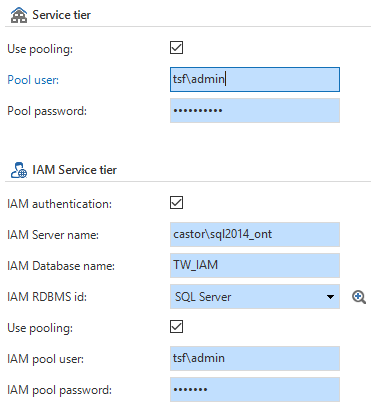 Service tier
Use pooling:
Pool user: tsf\admin
Pool password: ••••••••••
IAM Service tier
IAM authentication:
IAM Server name: castor\sql2014_ont
IAM Database name: TW_IAM
IAM RDBMS id: SQL Server
Use pooling:
IAM pool user: tsf\admin
IAM pool password: •••••••